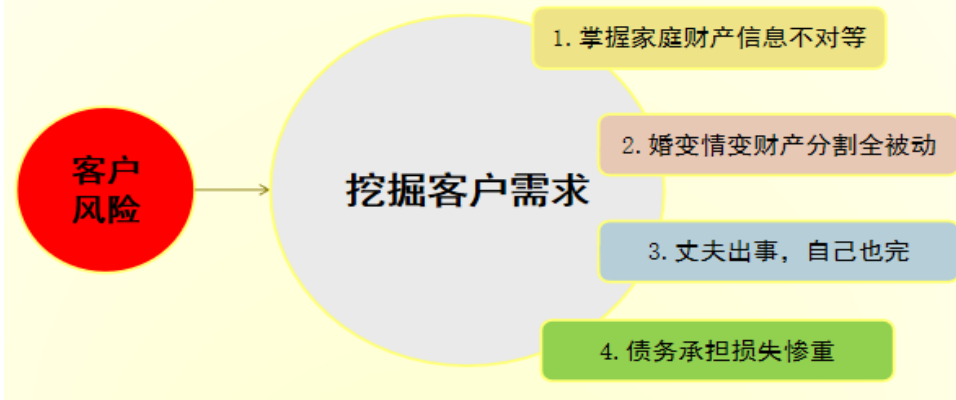 客户
风险
挖掘客户需求
1.掌握家庭财产信息不对等
2.婚变情变财产分割全被动
3.丈夫出事，自己也完
4.债务承担损失惨重